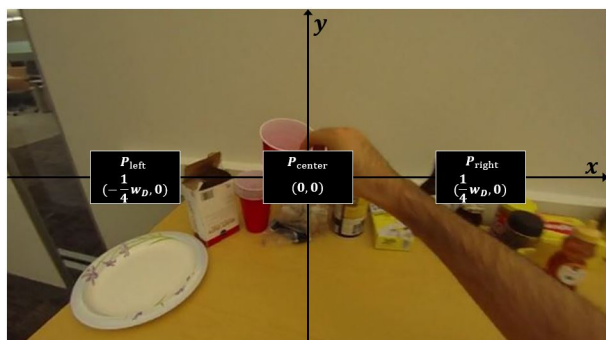 y
P_left
(-1/4 w_D, 0)
P_center
(0, 0)
P_right
(1/4 w_D, 0)
x